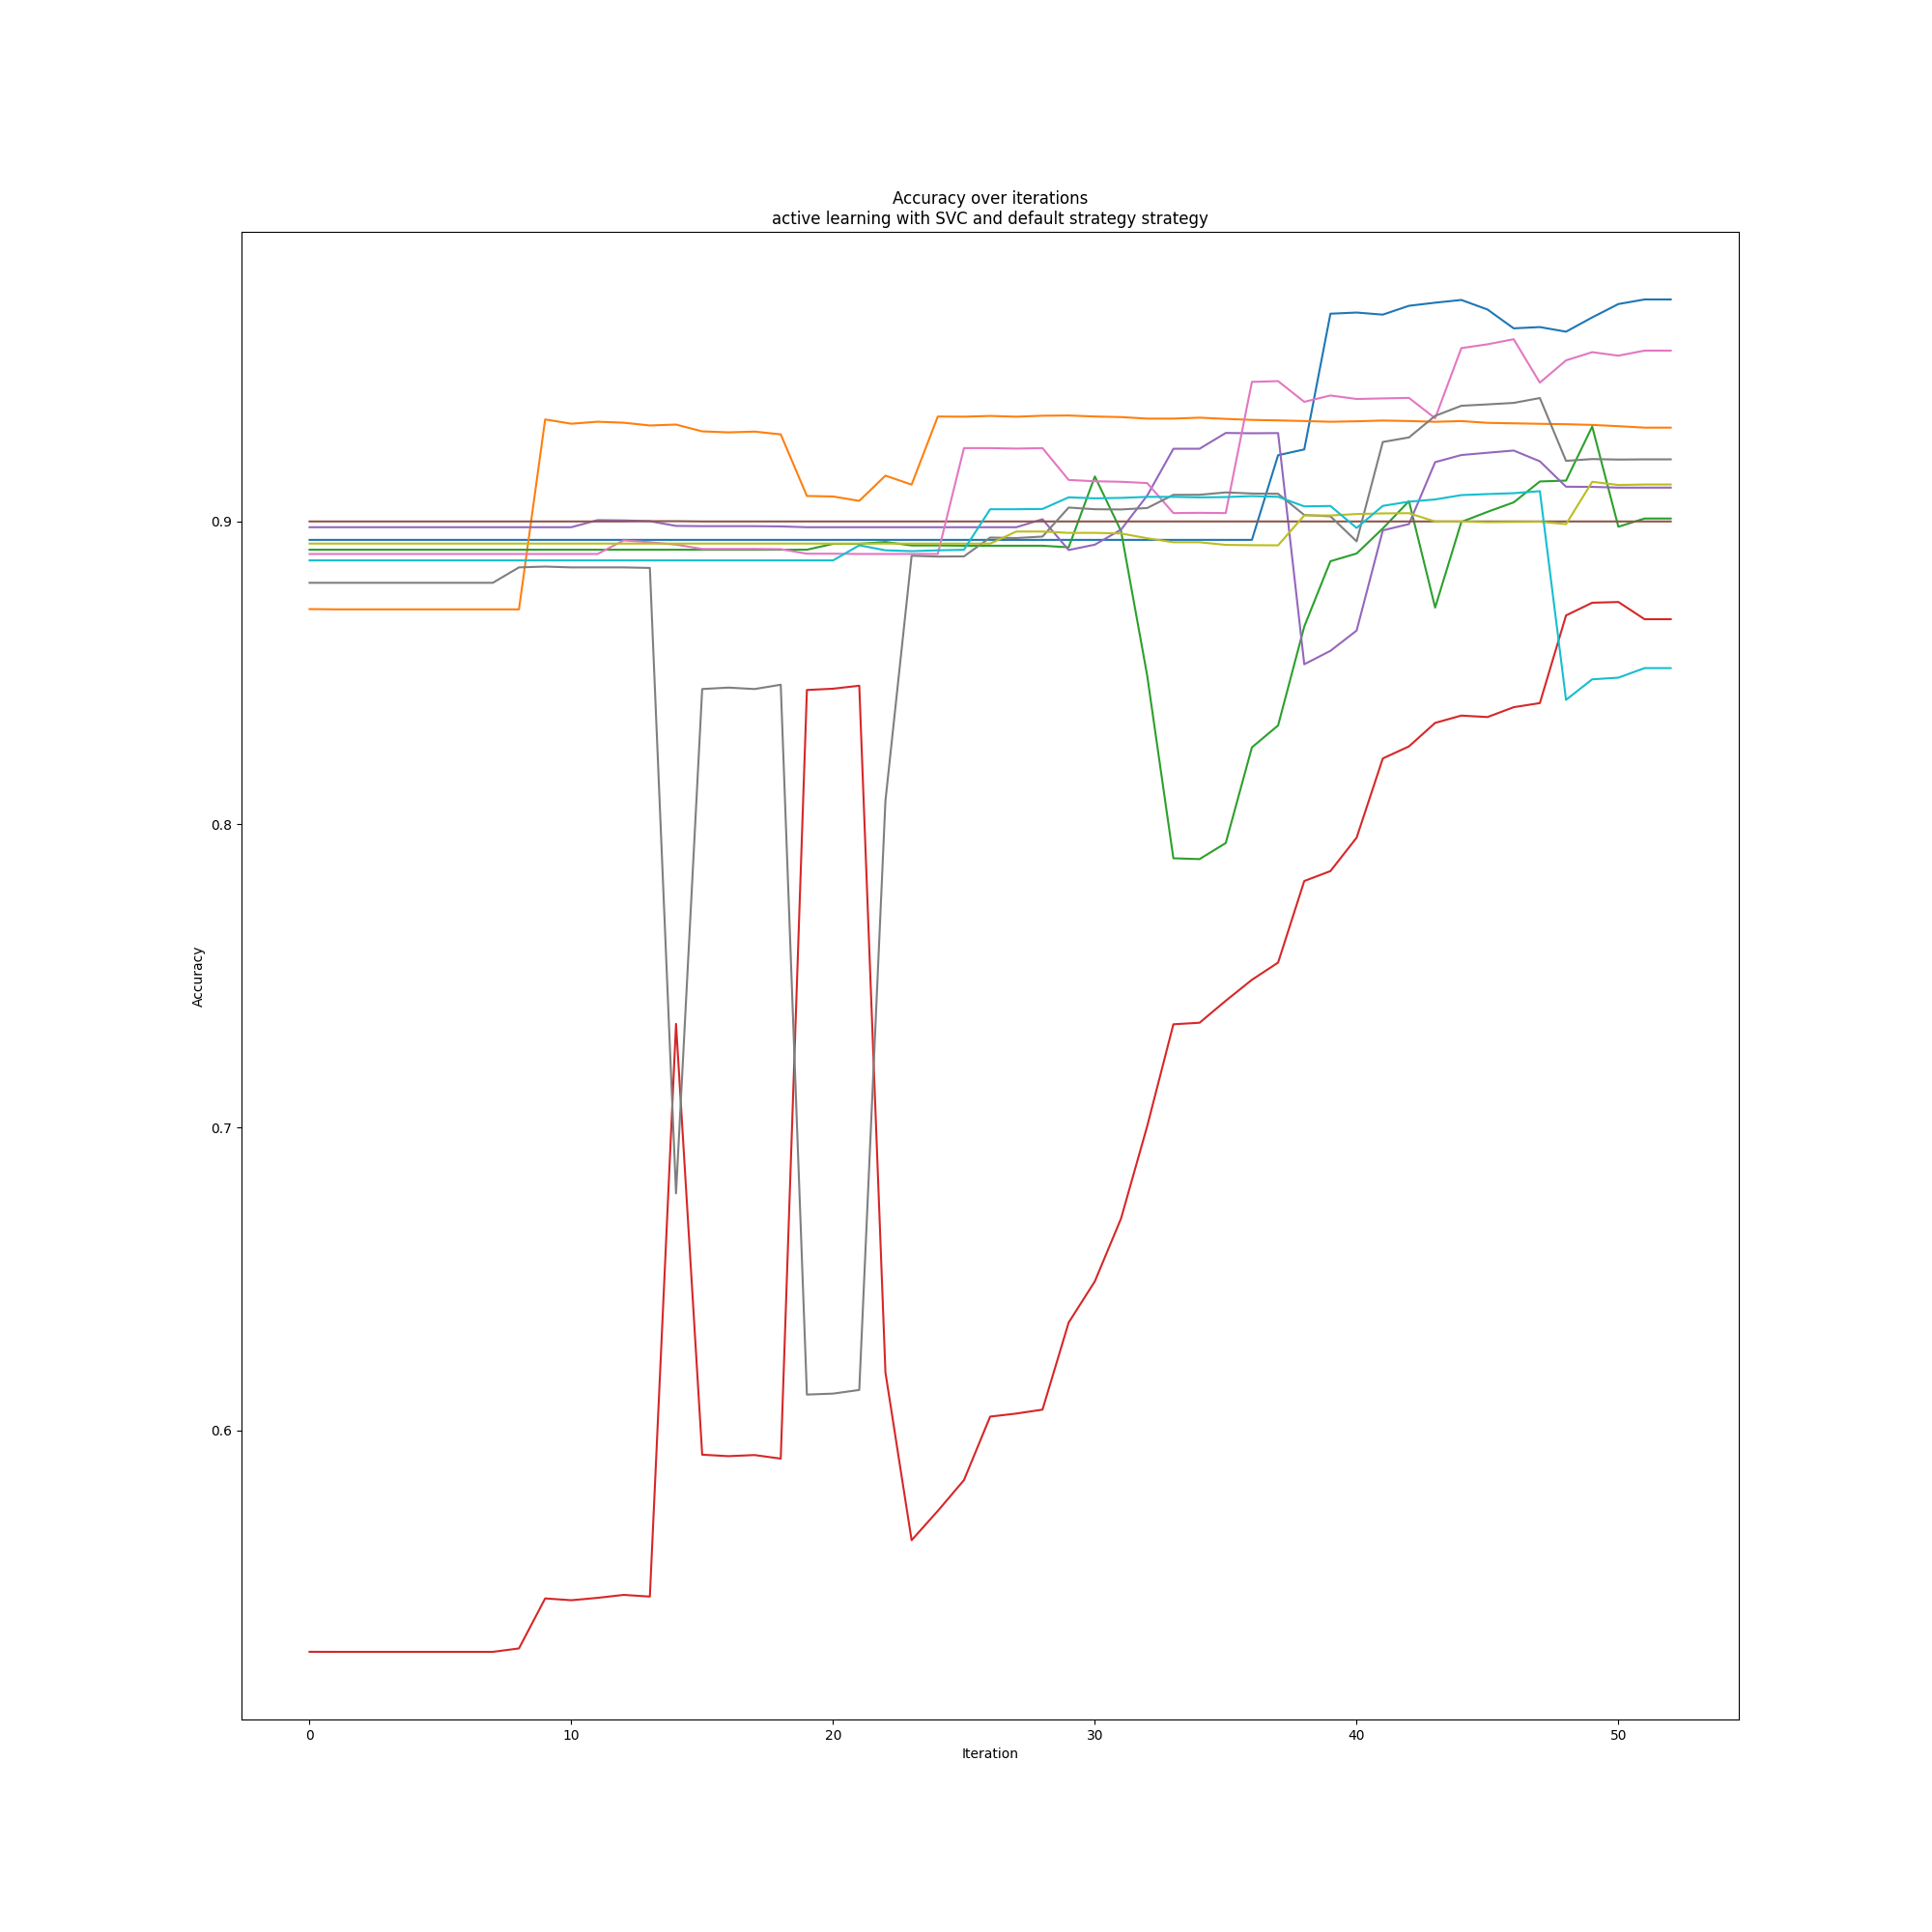 Accuracy over iterations
active learning with SVC and default strategy strategy
0.9
0.8
Accuracy
0.7
0.6
0 10 20 30 40 50
Iteration